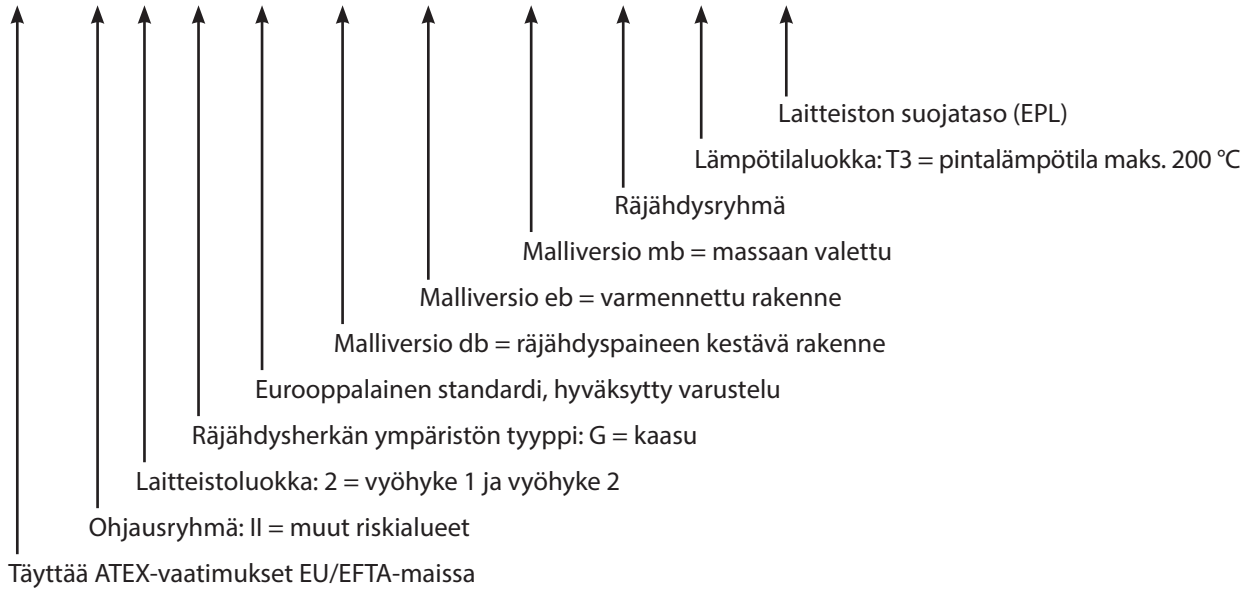 Laitteiston suojataso (EPL)
Lämpötilaluokka: T3 = pintalämpötila maks. 200 °C
Räjähdysryhmä
Malliversio mb = massaan valettu
Malliversio eb = varmennettu rakenne
Malliversio db = räjähdyspaineen kestävä rakenne
Eurooppalainen standardi, hyväksytty varustelu
Räjähdysherkän ympäristön tyyppi: G = kaasu
Laitteistoluokka: 2 = vyöhyke 1 ja vyöhyke 2
Ohjausryhmä: II = muut riskialueet
Täyttää ATEX-vaatimukset EU/EFTA-maissa